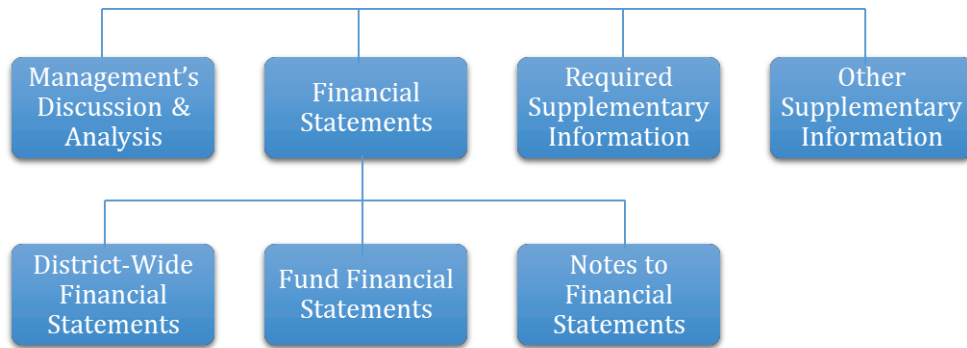 Management's
Discussion &
Analysis
Financial
Statements
Required
Supplementary
Information
Other
Supplementary
Information
District-Wide
Financial
Statements
Fund Financial
Statements
Notes to
Financial
Statements